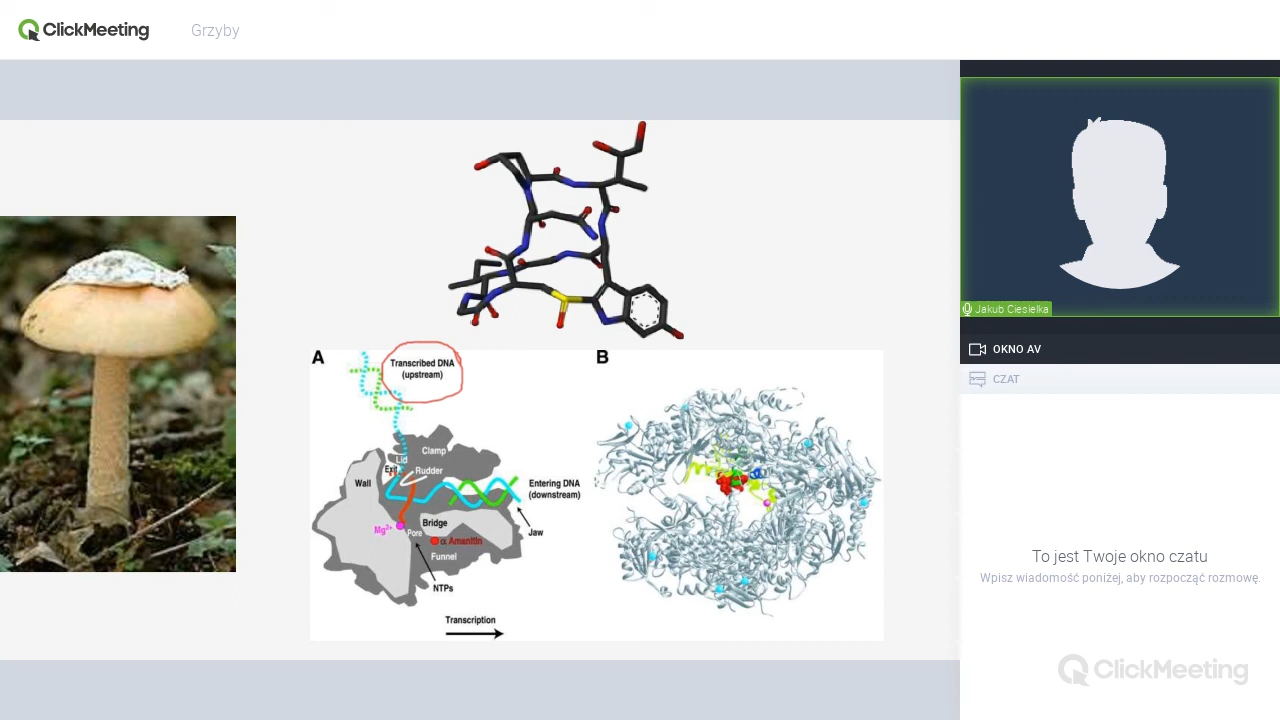 ClickMeeting
Grzyby
Jakub Ciesielka
OKNO AV
CZAT
A
Transcribed DNA
(upstream)
B
Clamp
Lid
Exit
Rudder
Wall
Entering DNA
(downstream)
Mg2+
Pore
Bridge
Jaw
α Amanitin
Funnel
NTPs
Transcription
To jest Twoje okno czatu
Wpisz wiadomość poniżej, aby rozpocząć rozmowę.
ClickMeeting